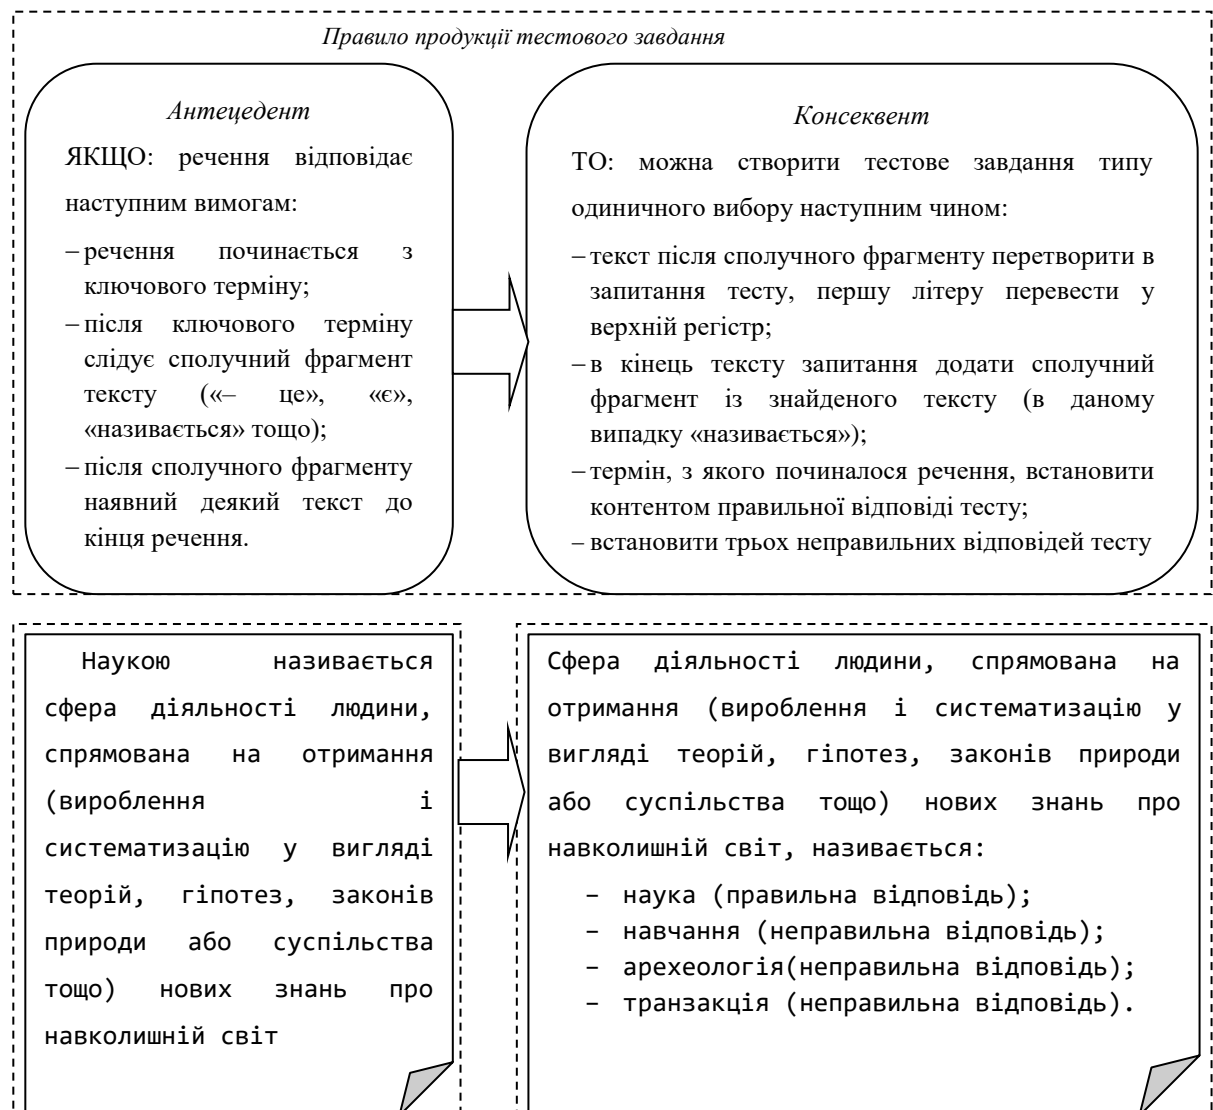 Правило продукції тестового завдання
Антецедент
ЯКЩО: речення відповідає
наступним вимогам:
– речення починається з
ключового терміну;
– після ключового терміну
слідує сполучний фрагмент
тексту («– це», «є»,
«називається» тощо);
– після сполучного фрагменту
наявний деякий текст до
кінця речення.
Консеквент
ТО: можна створити тестове завдання типу
одиничного вибору наступним чином:
– текст після сполучного фрагменту перетворити в
запитання тесту, першу літеру перевести у
верхній регістр;
– в кінець тексту запитання додати сполучний
фрагмент із знайденого тексту (в даному
випадку «називається»);
– термін, з якого починалося речення, встановити
контентом правильної відповіді тесту;
– встановити трьох неправильних відповідей тесту
Наукою називається
сфера діяльності людини,
спрямована на отримання
(вироблення і
систематизацію у вигляді
теорій, гіпотез, законів
природи або суспільства
тощо) нових знань про
навколишній світ
Сфера діяльності людини, спрямована на
отримання (вироблення і систематизацію у
вигляді теорій, гіпотез, законів природи
або суспільства тощо) нових знань про
навколишній світ, називається:
– наука (правильна відповідь);
– навчання (неправильна відповідь);
– арехеологія(неправильна відповідь);
– транзакція (неправильна відповідь).